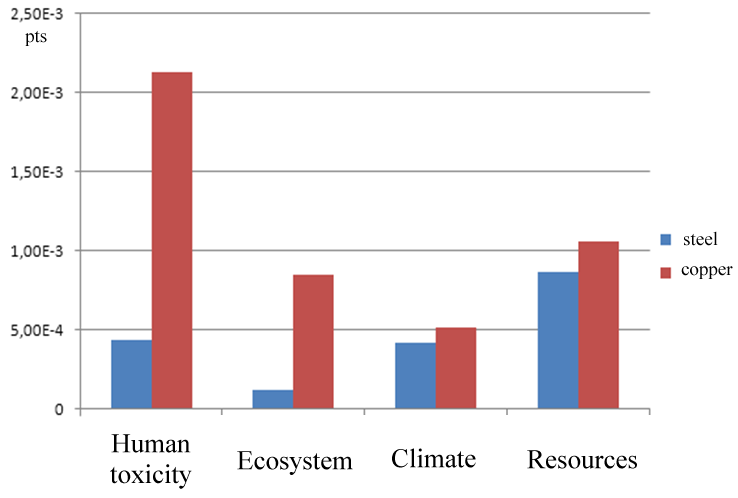 2,50E-3
pts
2,00E-3
1,50E-3
1,00E-3
5,00E-4
0
steel
copper
Human
toxicity
Ecosystem
Climate
Resources